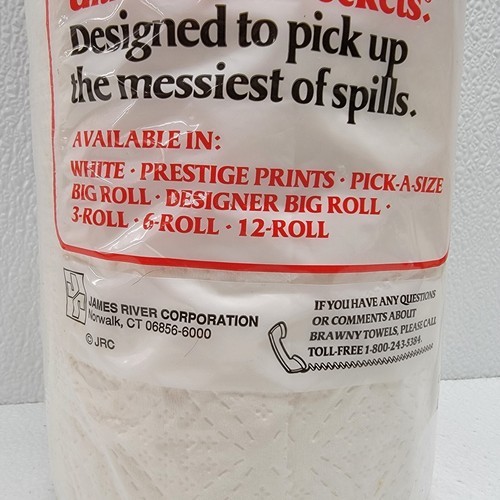 Designed to pick up
the messiest of spills.
AVAILABLE IN:
WHITE · PRESTIGE PRINTS · PICK-A-SIZE
BIG ROLL · DESIGNER BIG ROLL ·
3-ROLL · 6-ROLL · 12-ROLL
JAMES RIVER CORPORATION
Norwalk, CT 06856-6000
© JRC
IF YOU HAVE ANY QUESTIONS
OR COMMENTS ABOUT
BRAWNY TOWELS, PLEASE CALL
TOLL-FREE 1-800-243-5384.